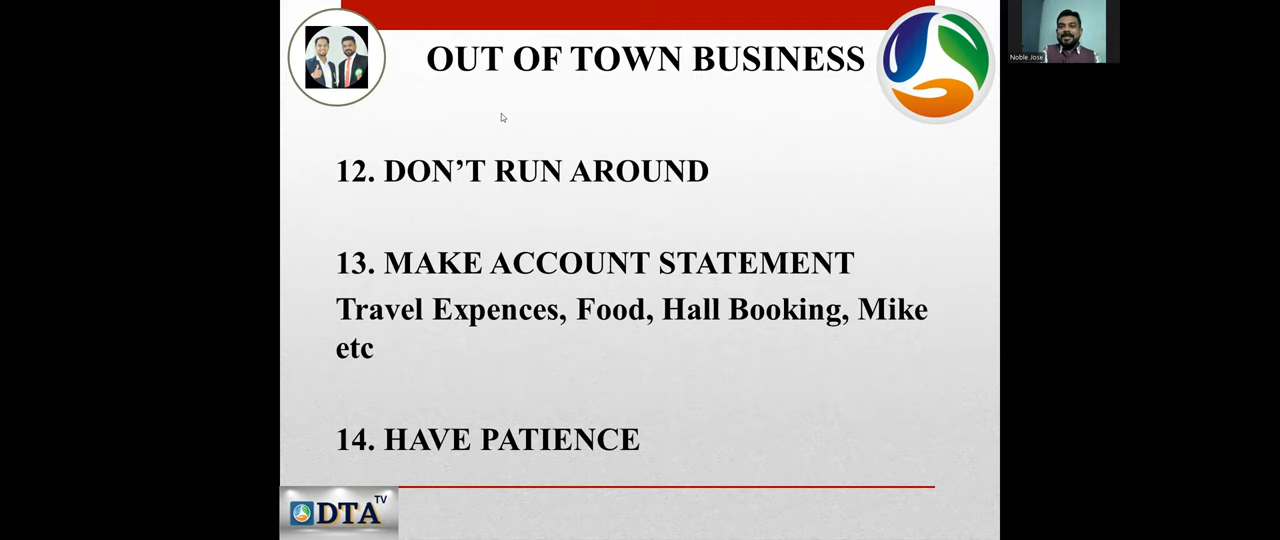 OUT OF TOWN BUSINESS
Noble Jose
12. DON’T RUN AROUND
13. MAKE ACCOUNT STATEMENT
Travel Expences, Food, Hall Booking, Mike
etc
14. HAVE PATIENCE
DTA TV